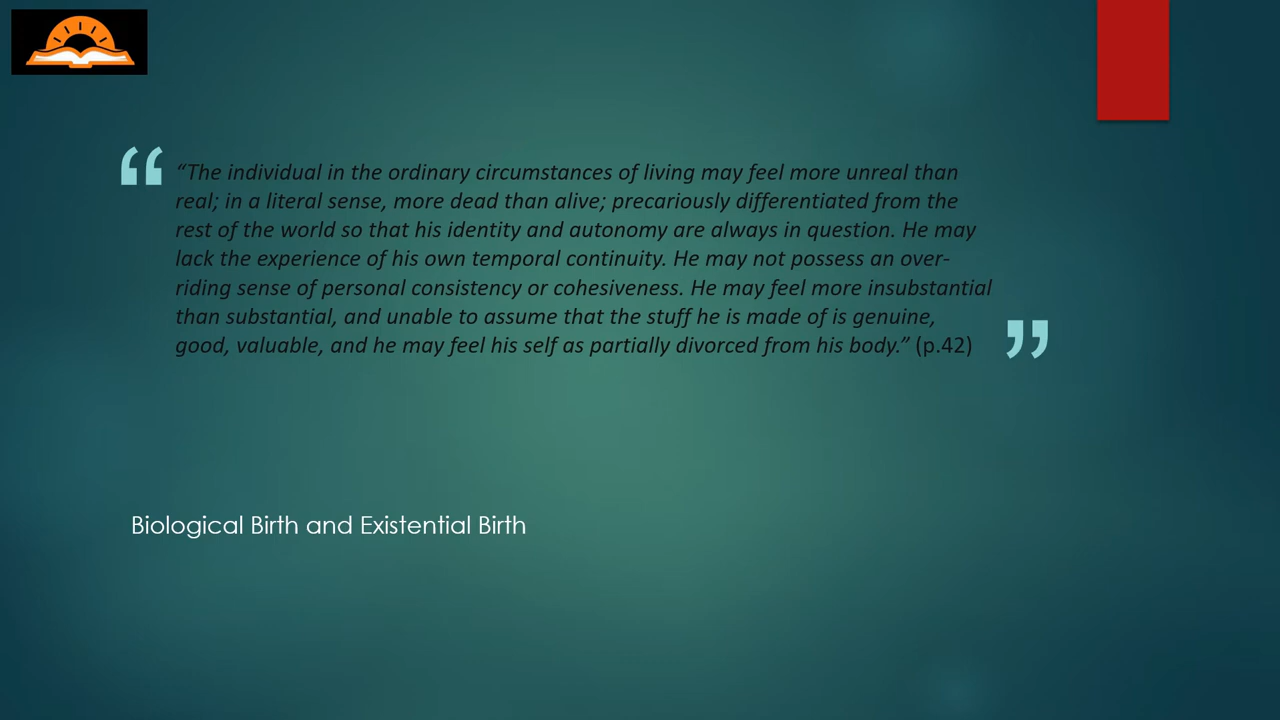 “The individual in the ordinary circumstances of living may feel more unreal than
real; in a literal sense, more dead than alive; precariously differentiated from the
rest of the world so that his identity and autonomy are always in question. He may
lack the experience of his own temporal continuity. He may not possess an over-
riding sense of personal consistency or cohesiveness. He may feel more insubstantial
than substantial, and unable to assume that the stuff he is made of is genuine,
good, valuable, and he may feel his self as partially divorced from his body.” (p.42)
Biological Birth and Existential Birth